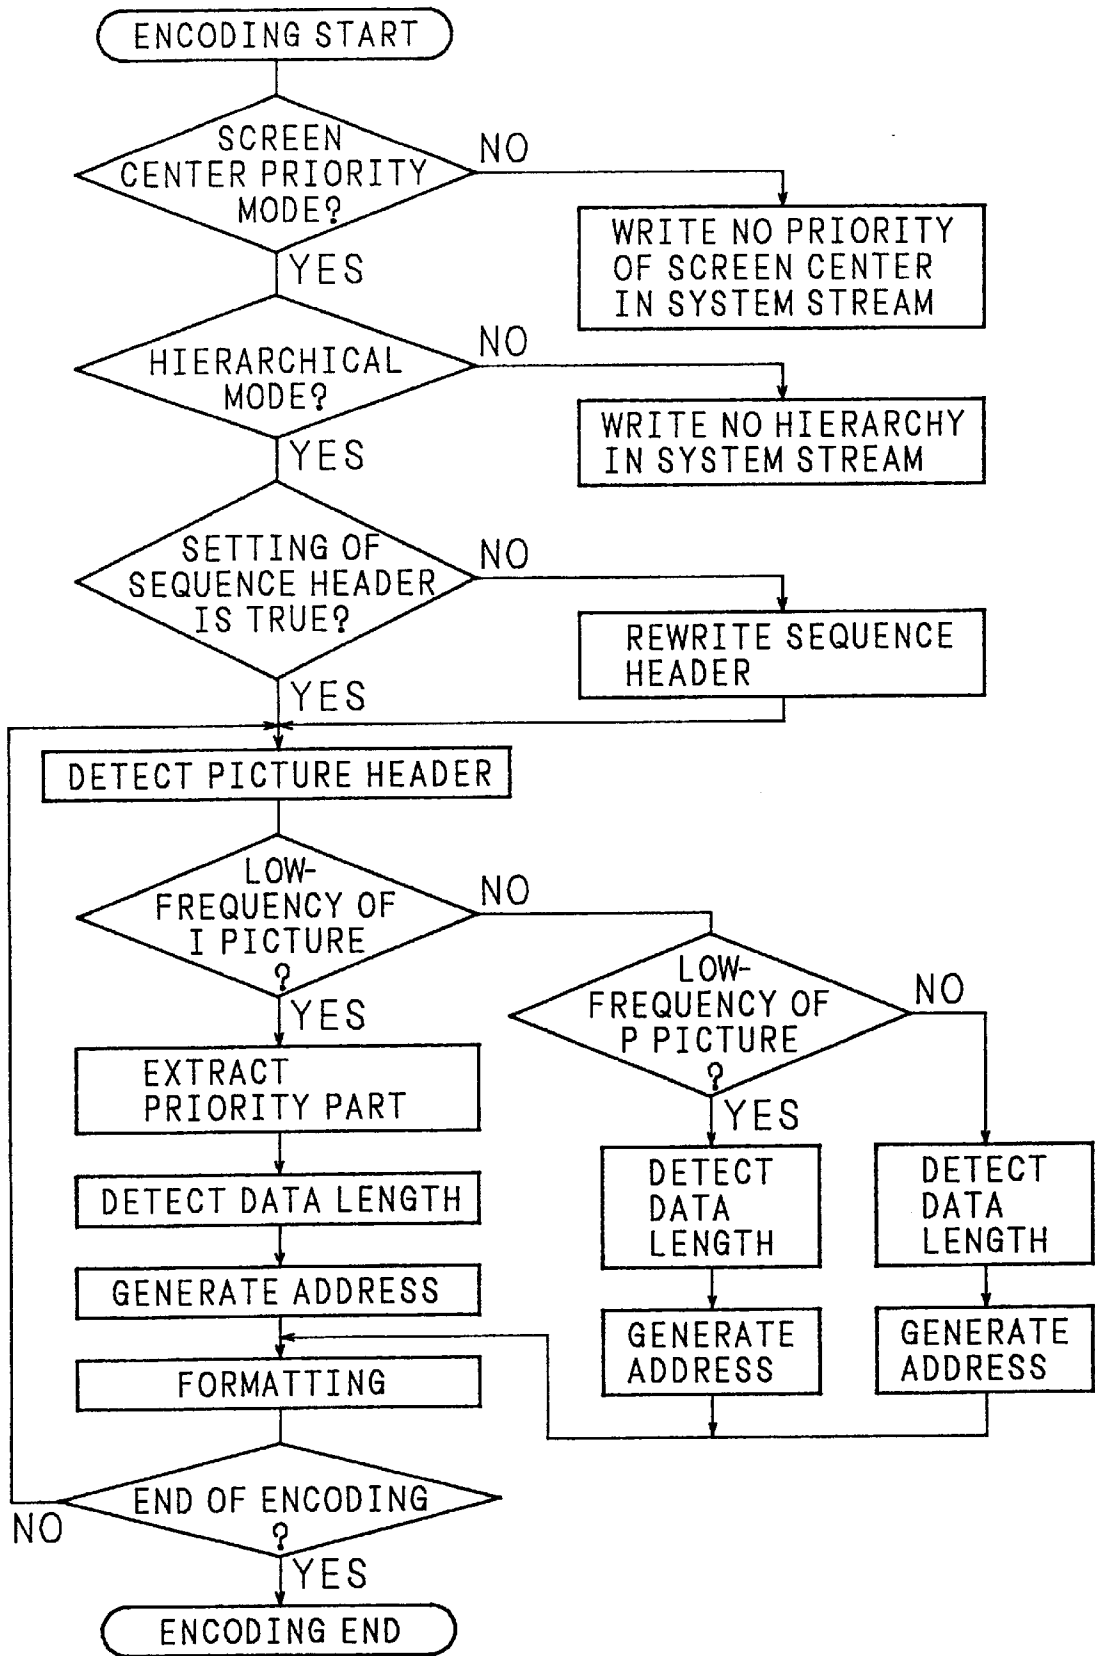 ENCODING START
SCREEN
CENTER PRIORITY
MODE?
NO
YES
WRITE NO PRIORITY
OF SCREEN CENTER
IN SYSTEM STREAM
HIERARCHICAL
MODE?
NO
YES
WRITE NO HIERARCHY
IN SYSTEM STREAM
SETTING OF
SEQUENCE HEADER
IS TRUE?
NO
YES
REWRITE SEQUENCE
HEADER
DETECT PICTURE HEADER
LOW-
FREQUENCY OF
I PICTURE
?
NO
YES
LOW-
FREQUENCY OF
P PICTURE
?
NO
YES
EXTRACT
PRIORITY PART
DETECT DATA LENGTH
GENERATE ADDRESS
DETECT
DATA
LENGTH
GENERATE
ADDRESS
DETECT
DATA
LENGTH
GENERATE
ADDRESS
FORMATTING
END OF ENCODING
?
NO
YES
ENCODING END